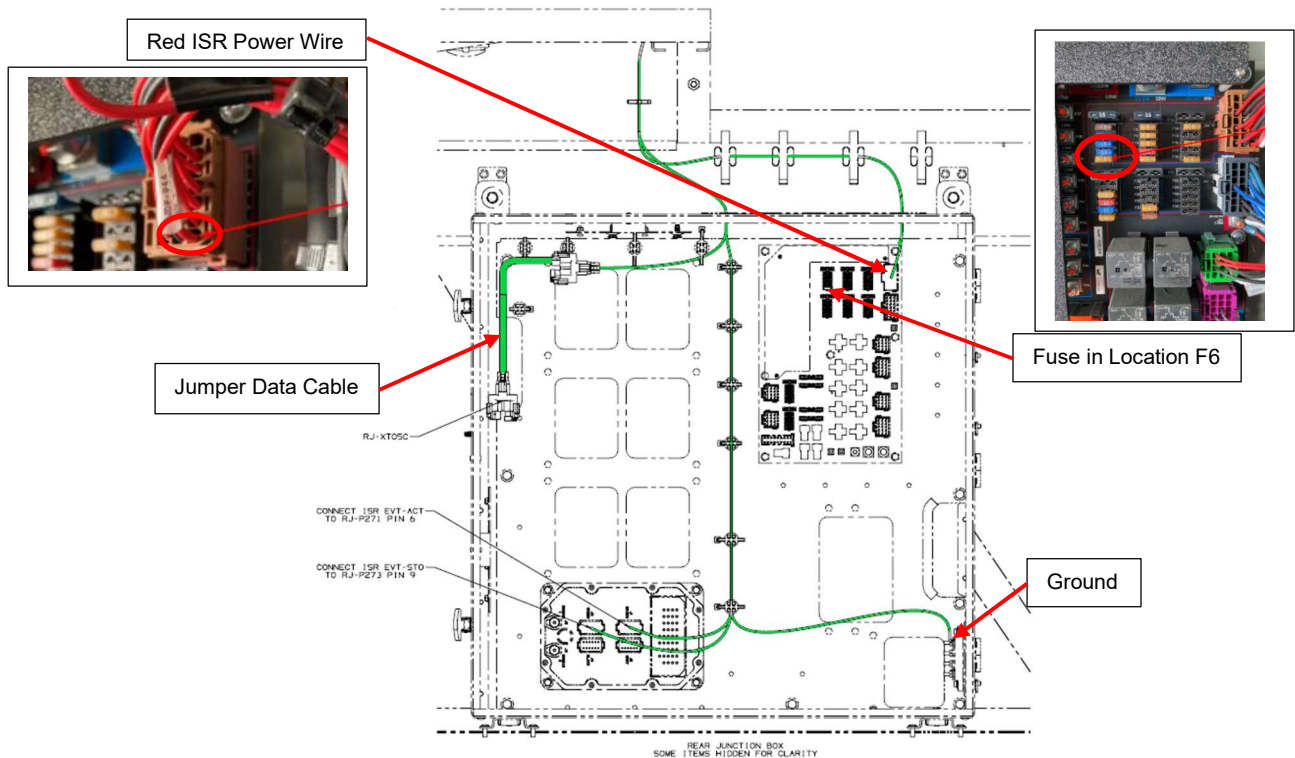 Red ISR Power Wire
Fuse in Location F6
Jumper Data Cable
RJ-XT05C
CONNECT ISR EVT-ACT
TO RJ-P271 PIN 6
CONNECT ISR EVT-STO
TO RJ-P273 PIN 9
Ground
REAR JUNCTION BOX
SOME ITEMS HIDDEN FOR CLARITY